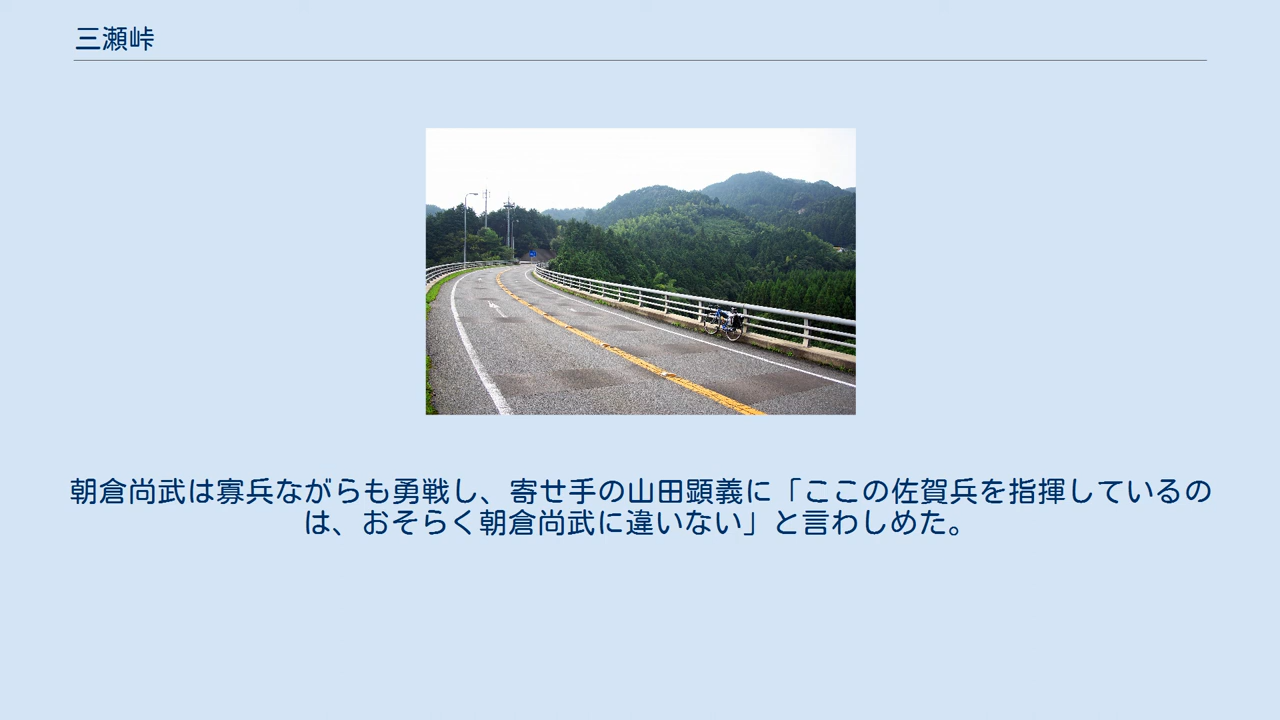 三瀬峠
朝倉尚武は寡兵ながらも勇戦し、寄せ手の山田顕義に「ここの佐賀兵を指揮しているの
は、おそらく朝倉尚武に違いない」と言わしめた。